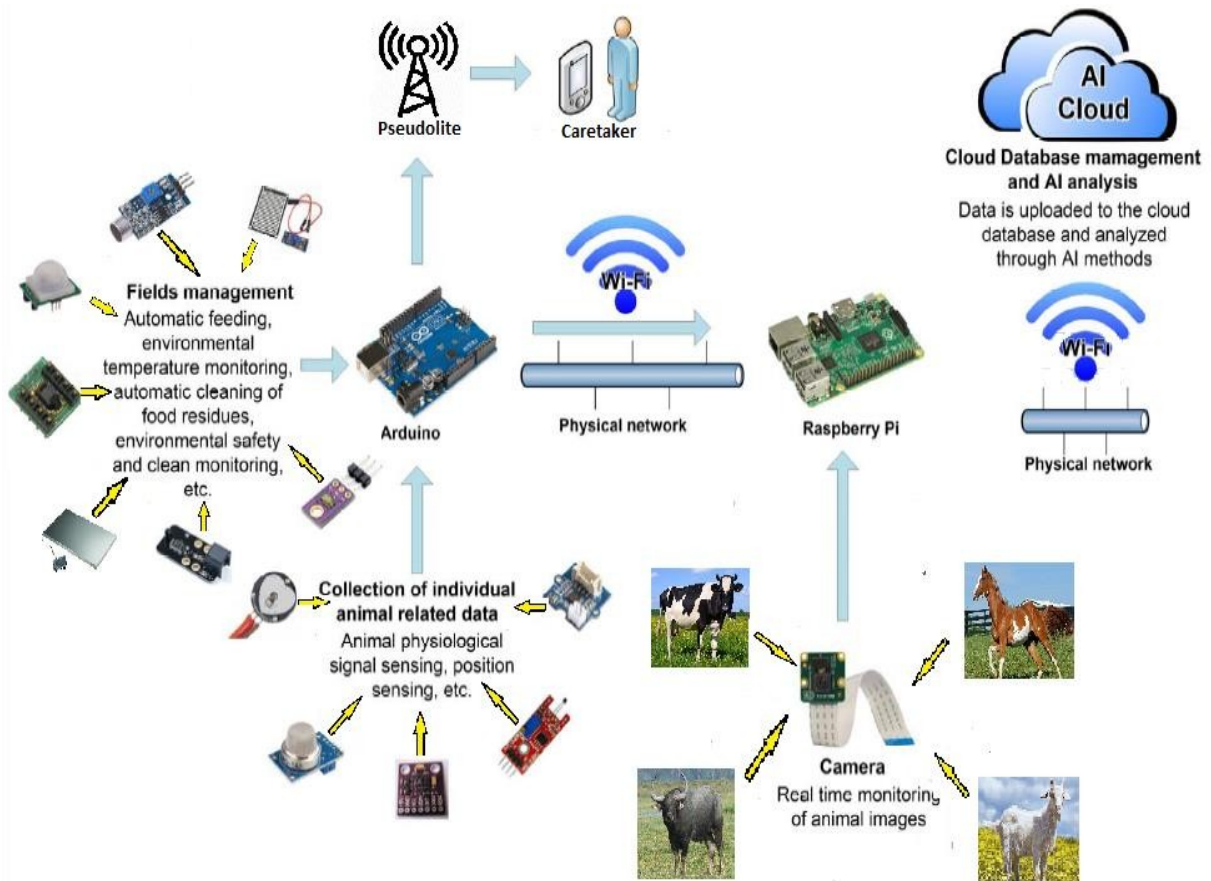 Pseudolite
Caretaker
AI
Cloud
Cloud Database mamagement
and AI analysis
Data is uploaded to the cloud
database and analyzed
through AI methods
Wi-Fi
Physical network
Fields management
Automatic feeding,
environmental
temperature monitoring,
automatic cleaning of
food residues,
environmental safety
and clean monitoring,
etc.
Arduino
Wi-Fi
Physical network
Raspberry Pi
Collection of individual
animal related data
Animal physiological
signal sensing, position
sensing, etc.
Camera
Real time monitoring
of animal images